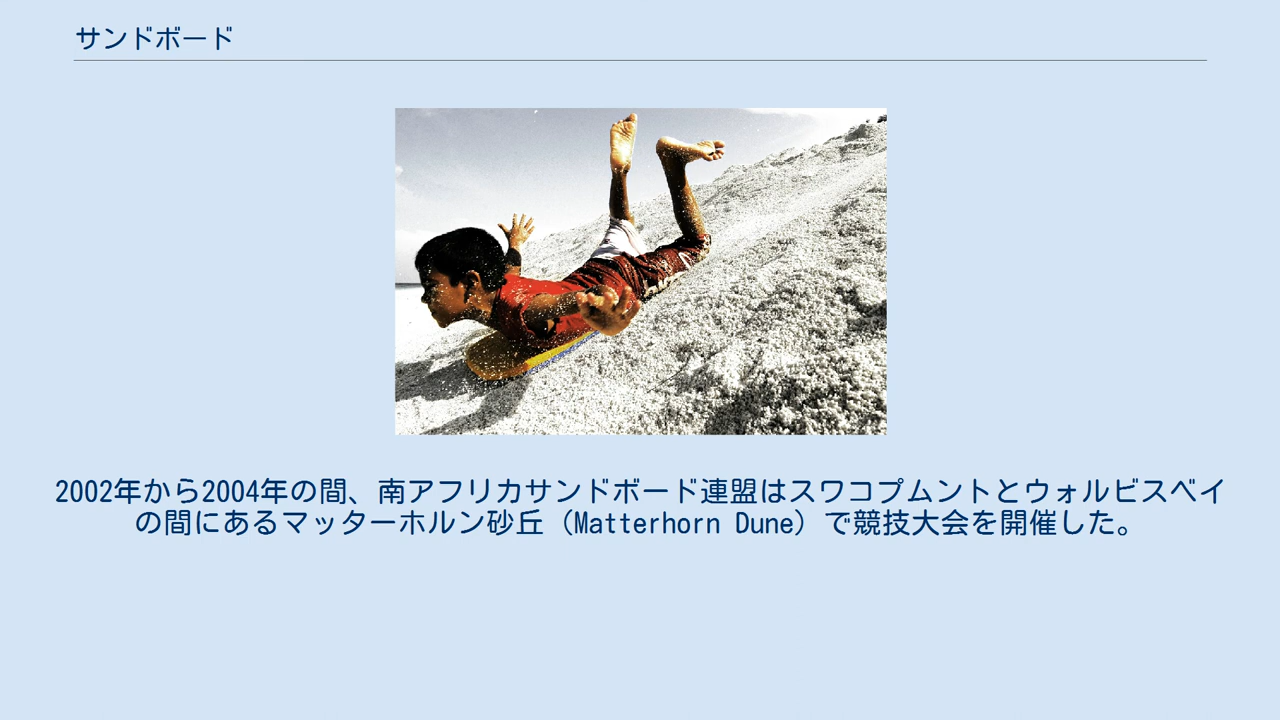 サンドボード
2002年から2004年の間、南アフリカサンドボード連盟はスワコプムントとウォルビスベイ
の間にあるマッターホルン砂丘（Matterhorn Dune）で競技大会を開催した。